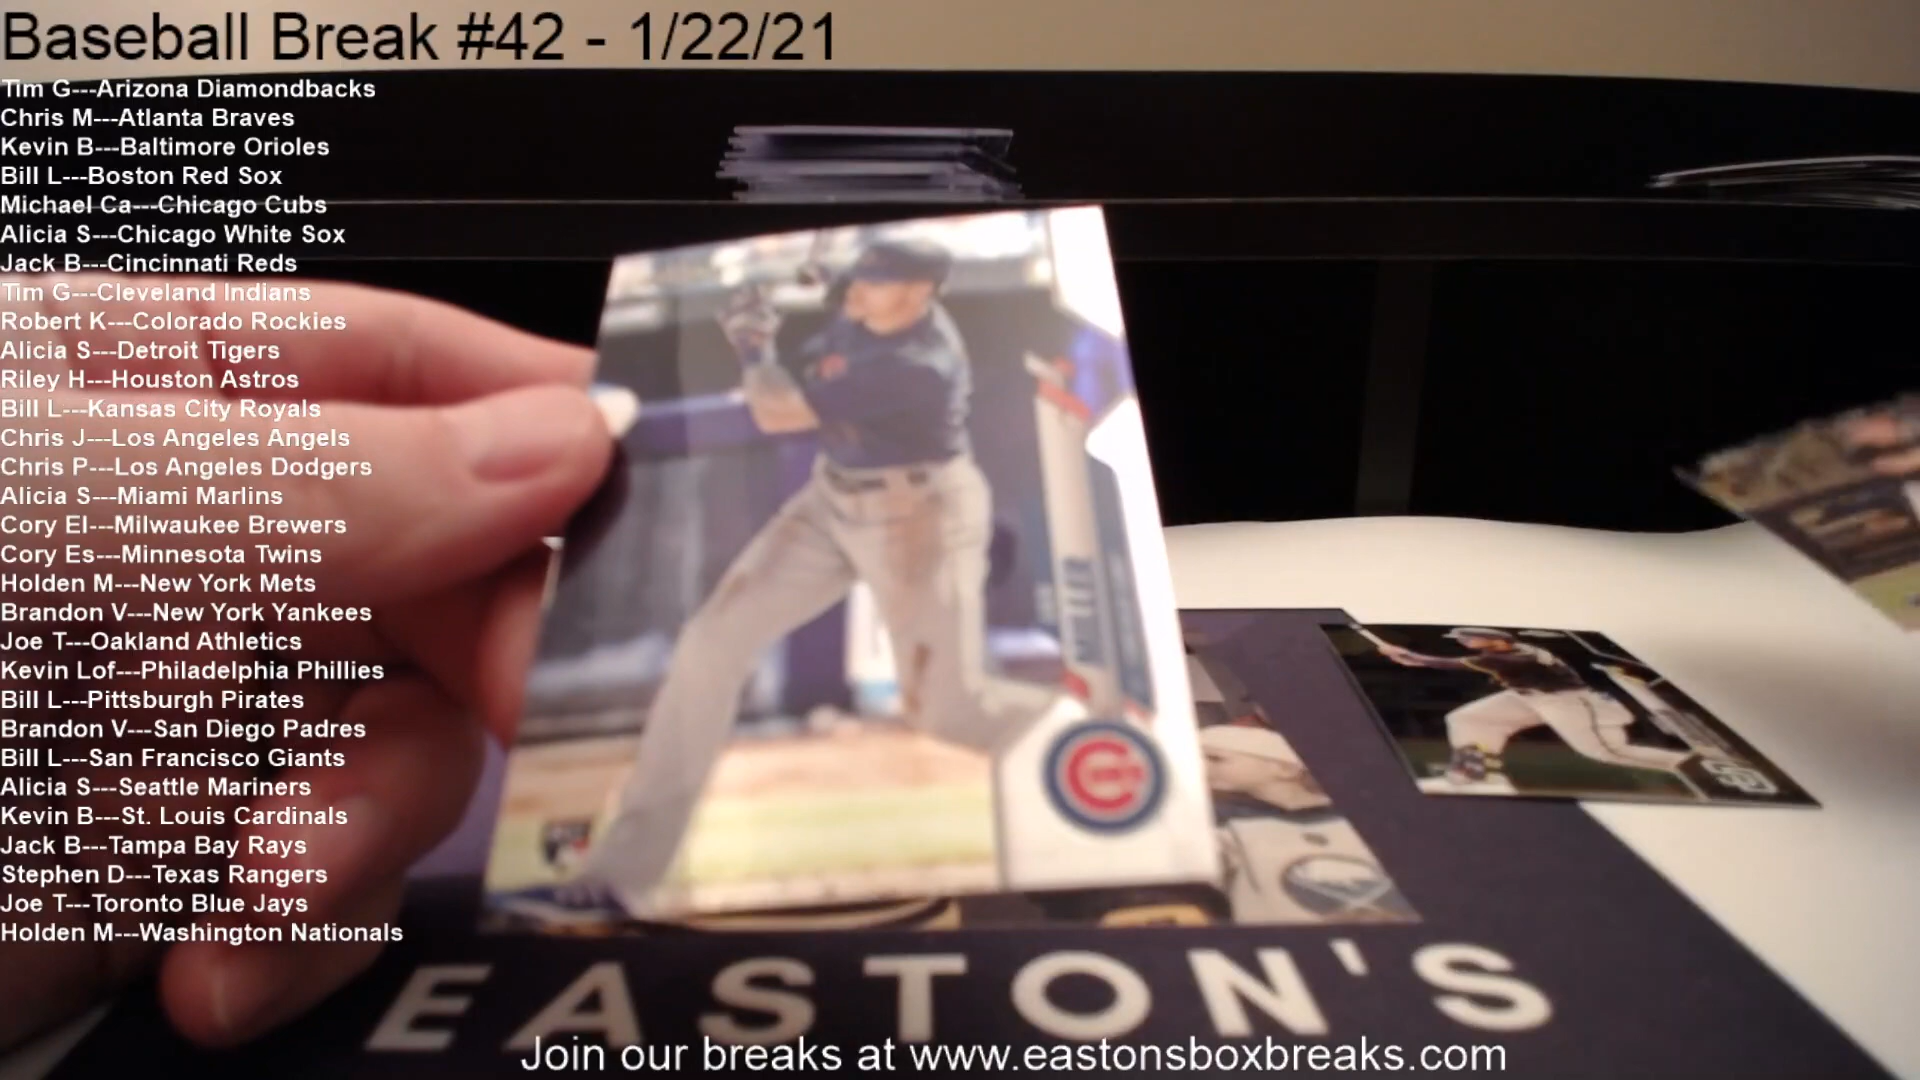 Baseball Break #42 - 1/22/21
Tim G---Arizona Diamondbacks
Chris M---Atlanta Braves
Kevin B---Baltimore Orioles
Bill L---Boston Red Sox
Michael Ca---Chicago Cubs
Alicia S---Chicago White Sox
Jack B---Cincinnati Reds
Tim G---Cleveland Indians
Robert K---Colorado Rockies
Alicia S---Detroit Tigers
Riley H---Houston Astros
Bill L---Kansas City Royals
Chris J---Los Angeles Angels
Chris P---Los Angeles Dodgers
Alicia S---Miami Marlins
Cory El---Milwaukee Brewers
Cory Es---Minnesota Twins
Holden M---New York Mets
Brandon V---New York Yankees
Joe T---Oakland Athletics
Kevin Lof---Philadelphia Phillies
Bill L---Pittsburgh Pirates
Brandon V---San Diego Padres
Bill L---San Francisco Giants
Alicia S---Seattle Mariners
Kevin B---St. Louis Cardinals
Jack B---Tampa Bay Rays
Stephen D---Texas Rangers
Joe T---Toronto Blue Jays
Holden M---Washington Nationals
EASTON'S
Join our breaks at www.eastonsboxbreaks.com